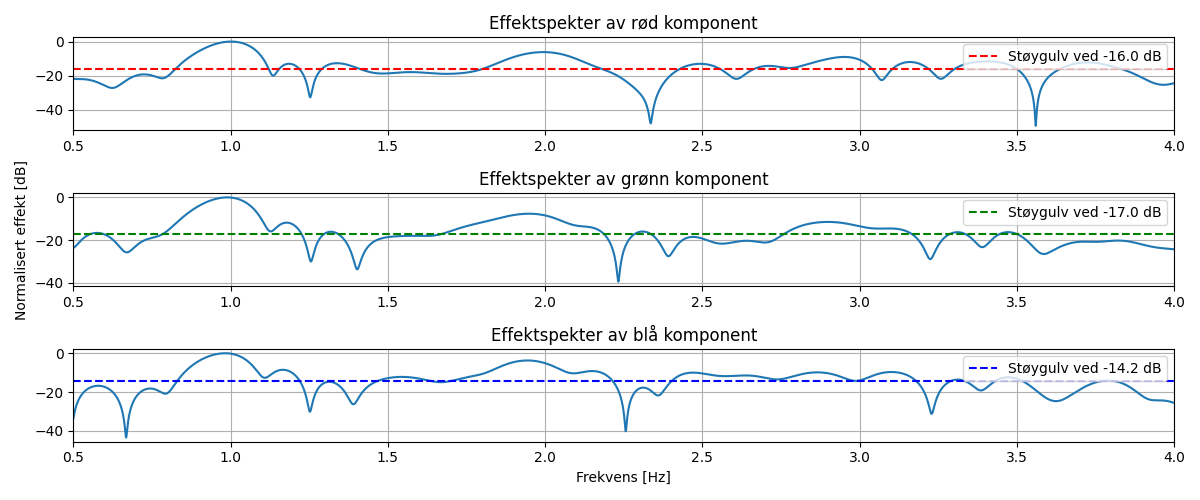 Effektspekter av rød komponent
0
−20
−40
Støygulv ved -16.0 dB
0.5 1.0 1.5 2.0 2.5 3.0 3.5 4.0
Effektspekter av grønn komponent
Normalisert effekt [dB]
0
−20
−40
Støygulv ved -17.0 dB
0.5 1.0 1.5 2.0 2.5 3.0 3.5 4.0
Effektspekter av blå komponent
0
−20
−40
Støygulv ved -14.2 dB
0.5 1.0 1.5 2.0 2.5 3.0 3.5 4.0
Frekvens [Hz]